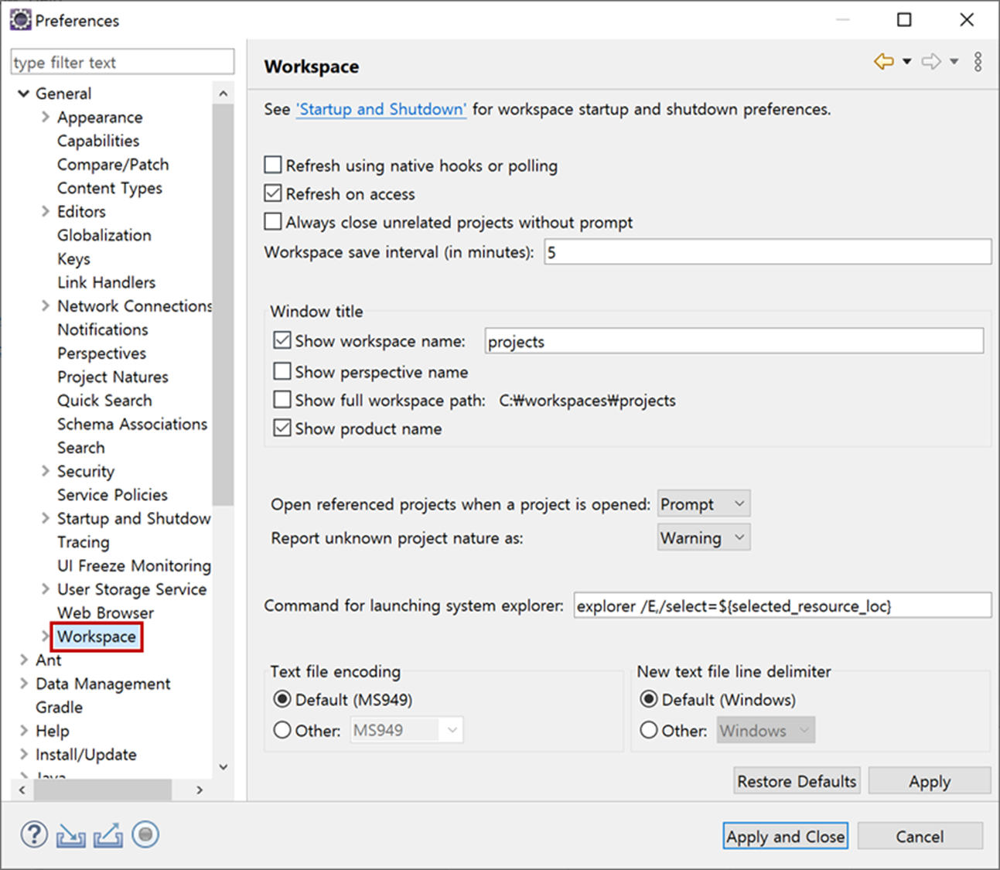 Preferences
type filter text
General
Appearance
Capabilities
Compare/Patch
Content Types
Editors
Globalization
Keys
Link Handlers
Network Connections
Notifications
Perspectives
Project Natures
Quick Search
Schema Associations
Search
Security
Service Policies
Startup and Shutdow
Tracing
UI Freeze Monitoring
User Storage Service
Web Browser
Workspace
Ant
Data Management
Gradle
Help
Install/Update
Java
Workspace
See 'Startup and Shutdown' for workspace startup and shutdown preferences.
Refresh using native hooks or polling
Refresh on access
Always close unrelated projects without prompt
Workspace save interval (in minutes): 5
Window title
Show workspace name: projects
Show perspective name
Show full workspace path: C:₩workspaces₩projects
Show product name
Open referenced projects when a project is opened: Prompt
Report unknown project nature as: Warning
Command for launching system explorer: explorer /E,/select=${selected_resource_loc}
Text file encoding
Default (MS949)
Other: MS949
New text file line delimiter
Default (Windows)
Other: Windows
Restore Defaults Apply
Apply and Close Cancel